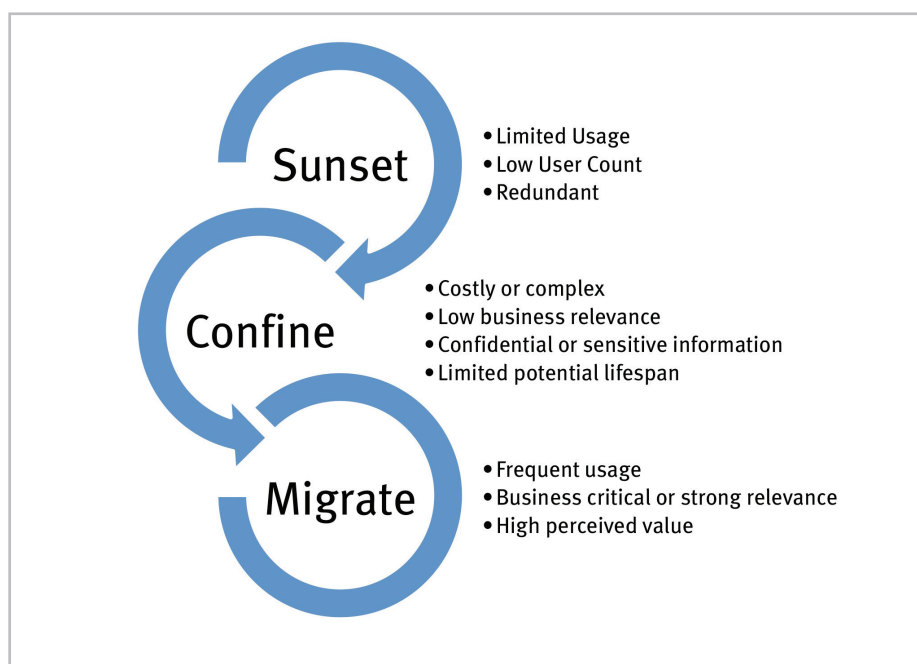 Sunset
• Limited Usage
• Low User Count
• Redundant
Confine
• Costly or complex
• Low business relevance
• Confidential or sensitive information
• Limited potential lifespan
Migrate
• Frequent usage
• Business critical or strong relevance
• High perceived value